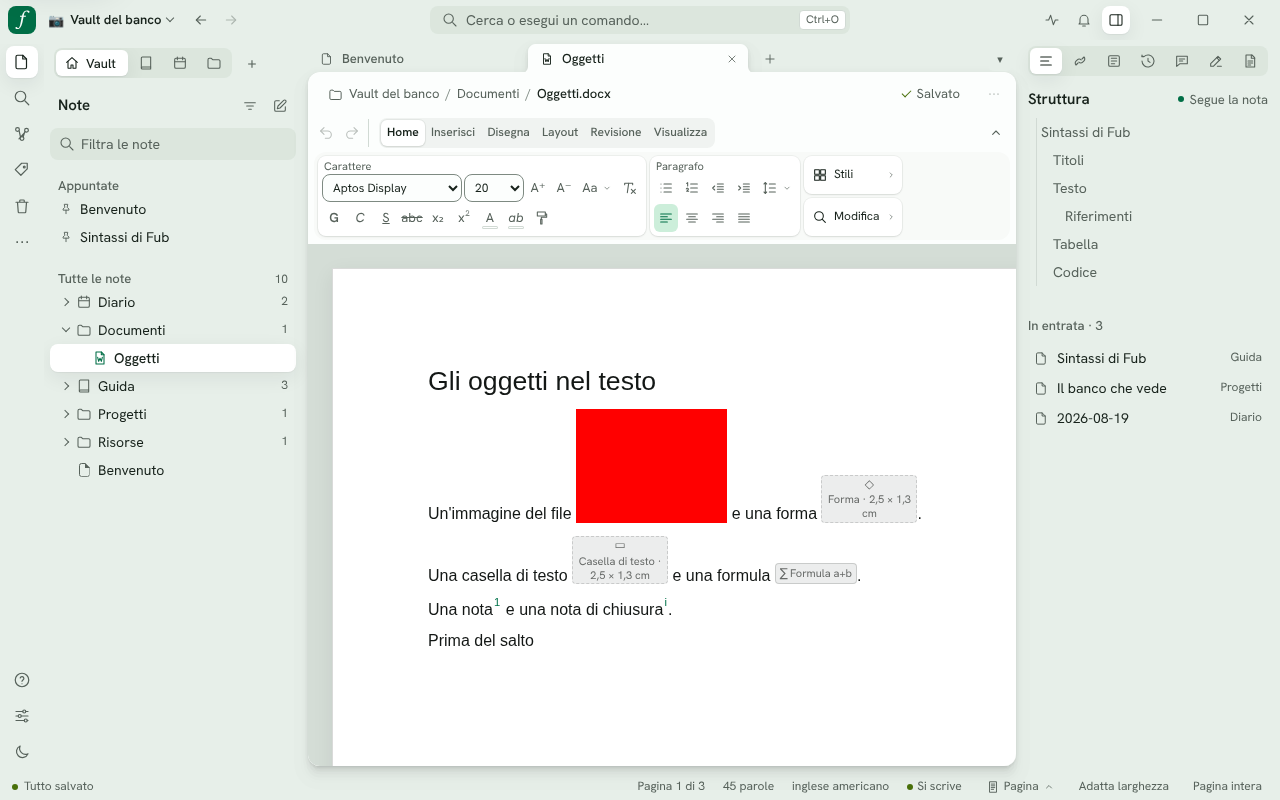 Vault del banco
Cerca o esegui un comando...
Ctrl+O
Vault
Note
Filtra le note
Appuntate
Benvenuto
Sintassi di Fub
Tutte le note 10
Diario 2
Documenti 1
Oggetti
Guida 3
Progetti 1
Risorse 1
Benvenuto
Benvenuto
Oggetti
Vault del banco / Documenti / Oggetti.docx
Salvato
Home Inserisci Disegna Layout Revisione Visualizza
Carattere
Aptos Display 20 A+ A− Aa
G C S abc x₂ x² A ab
Paragrafo
Stili
Modifica
Gli oggetti nel testo
Un'immagine del file e una forma Forma · 2,5 × 1,3 cm.
Una casella di testo Casella di testo · 2,5 × 1,3 cm e una formula ∑ Formula a+b.
Una nota1 e una nota di chiusurai.
Prima del salto
Struttura
Segue la nota
Sintassi di Fub
Titoli
Testo
Riferimenti
Tabella
Codice
In entrata · 3
Sintassi di Fub Guida
Il banco che vede Progetti
2026-08-19 Diario
Tutto salvato
Pagina 1 di 3 45 parole inglese americano Si scrive Pagina Adatta larghezza Pagina intera